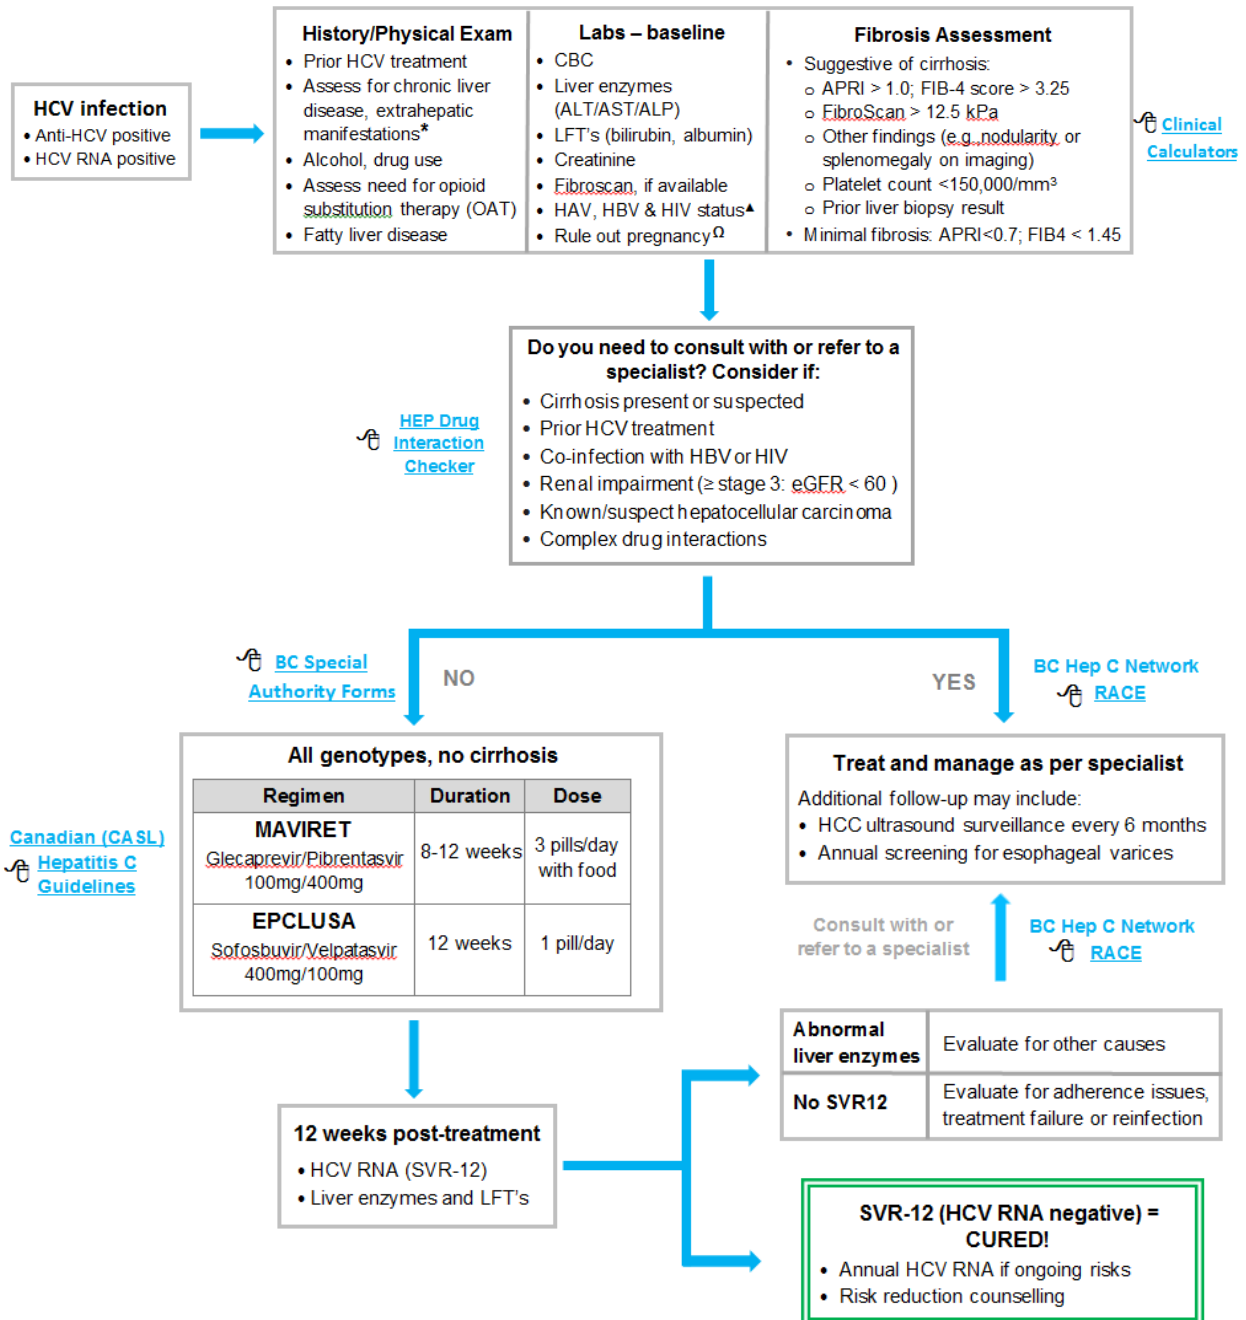 HCV infection
• Anti-HCV positive
• HCV RNA positive
History/Physical Exam
• Prior HCV treatment
• Assess for chronic liver
disease, extrahepatic
manifestations*
• Alcohol, drug use
• Assess need for opioid
substitution therapy (OAT)
• Fatty liver disease
Labs – baseline
• CBC
• Liver enzymes
(ALT/AST/ALP)
• LFT's (bilirubin, albumin)
• Creatinine
• Fibroscan, if available
• HAV, HBV & HIV status▲
• Rule out pregnancyΩ
Fibrosis Assessment
• Suggestive of cirrhosis:
o APRI > 1.0; FIB-4 score > 3.25
o FibroScan > 12.5 kPa
o Other findings (e.g.,nodularity or
splenomegaly on imaging)
o Platelet count <150,000/mm³
o Prior liver biopsy result
• Minimal fibrosis: APRI<0.7; FIB4 < 1.45
Clinical
Calculators
Do you need to consult with or refer to a
specialist? Consider if:
• Cirrhosis present or suspected
• Prior HCV treatment
• Co-infection with HBV or HIV
• Renal impairment (≥ stage 3: eGFR < 60 )
• Known/suspect hepatocellular carcinoma
• Complex drug interactions
HEP Drug
Interaction
Checker
BC Special
Authority Forms
NO
YES
BC Hep C Network
RACE
All genotypes, no cirrhosis
Regimen Duration Dose
MAVIRET
Glecaprevir/Pibrentasvir
100mg/400mg
8-12 weeks
3 pills/day
with food
EPCLUSA
Sofosbuvir/Velpatasvir
400mg/100mg
12 weeks
1 pill/day
Canadian (CASL)
Hepatitis C
Guidelines
Treat and manage as per specialist
Additional follow-up may include:
• HCC ultrasound surveillance every 6 months
• Annual screening for esophageal varices
Consult with or
refer to a specialist
BC Hep C Network
RACE
Abnormal
liver enzymes
Evaluate for other causes
No SVR12
Evaluate for adherence issues,
treatment failure or reinfection
12 weeks post-treatment
• HCV RNA (SVR-12)
• Liver enzymes and LFT's
SVR-12 (HCV RNA negative) =
CURED!
• Annual HCV RNA if ongoing risks
• Risk reduction counselling